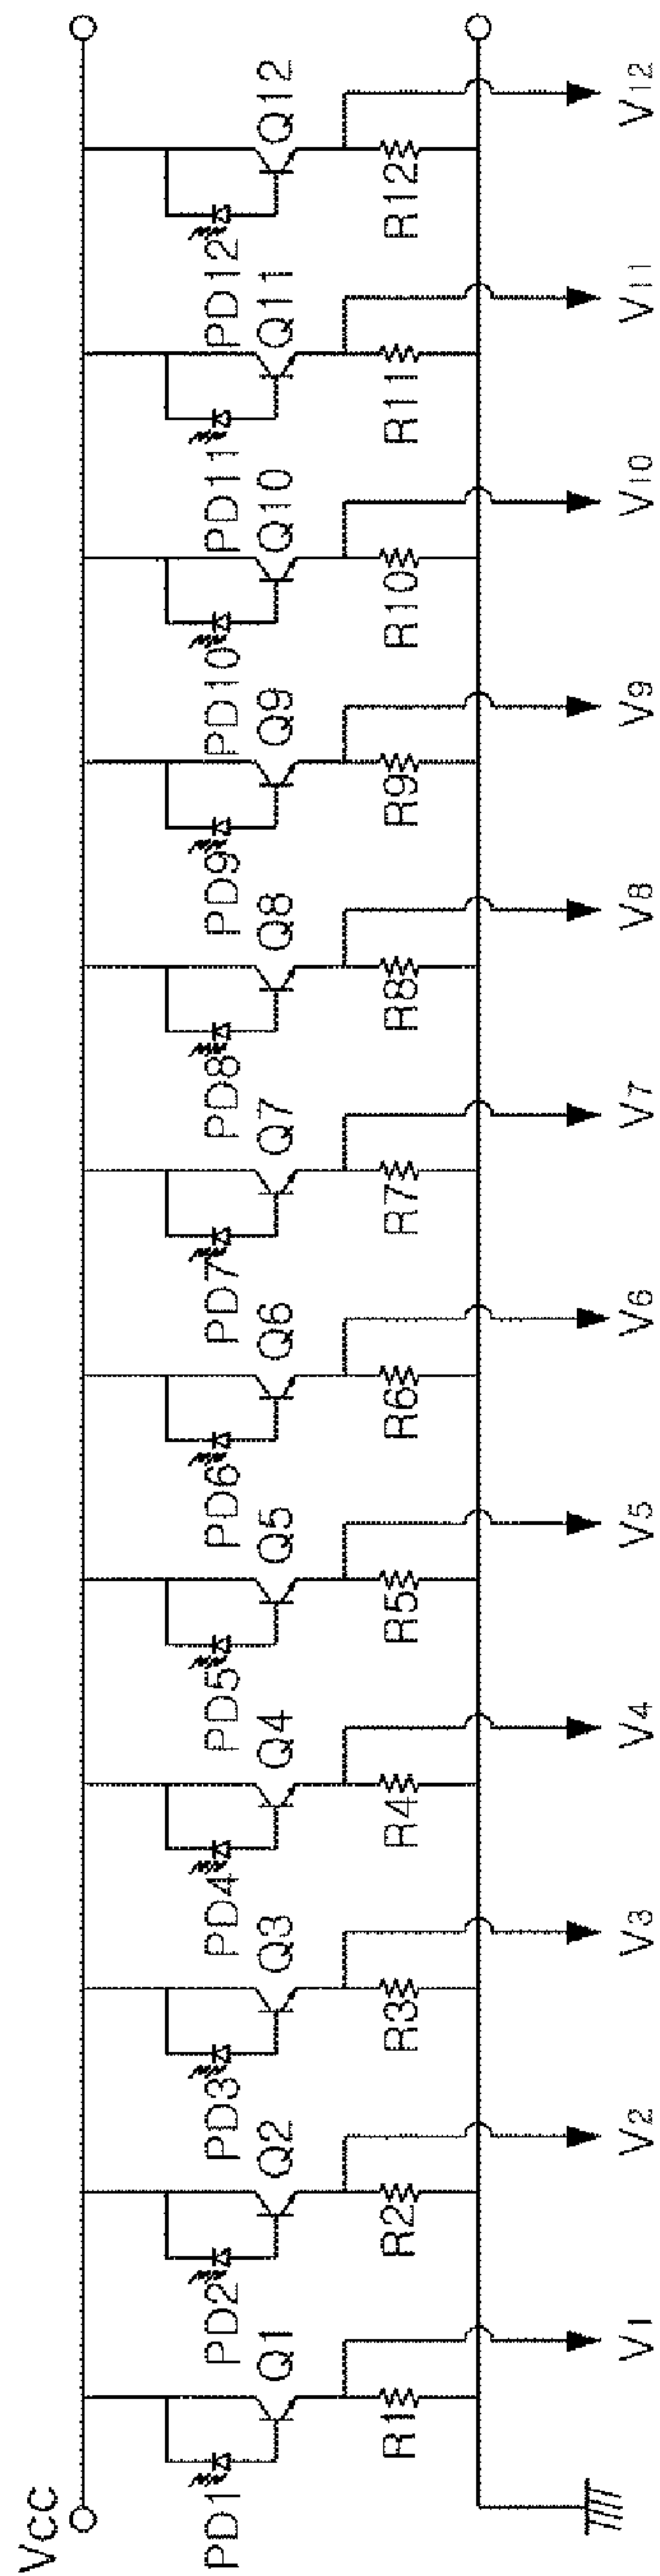 Vcc
PD1 PD2 PD3 PD4 PD5 PD6 PD7 PD8 PD9 PD10 PD11 PD12
Q1 Q2 Q3 Q4 Q5 Q6 Q7 Q8 Q9 Q10 Q11 Q12
R1 R2 R3 R4 R5 R6 R7 R8 R9 R10 R11 R12
V1 V2 V3 V4 V5 V6 V7 V8 V9 V10 V11 V12